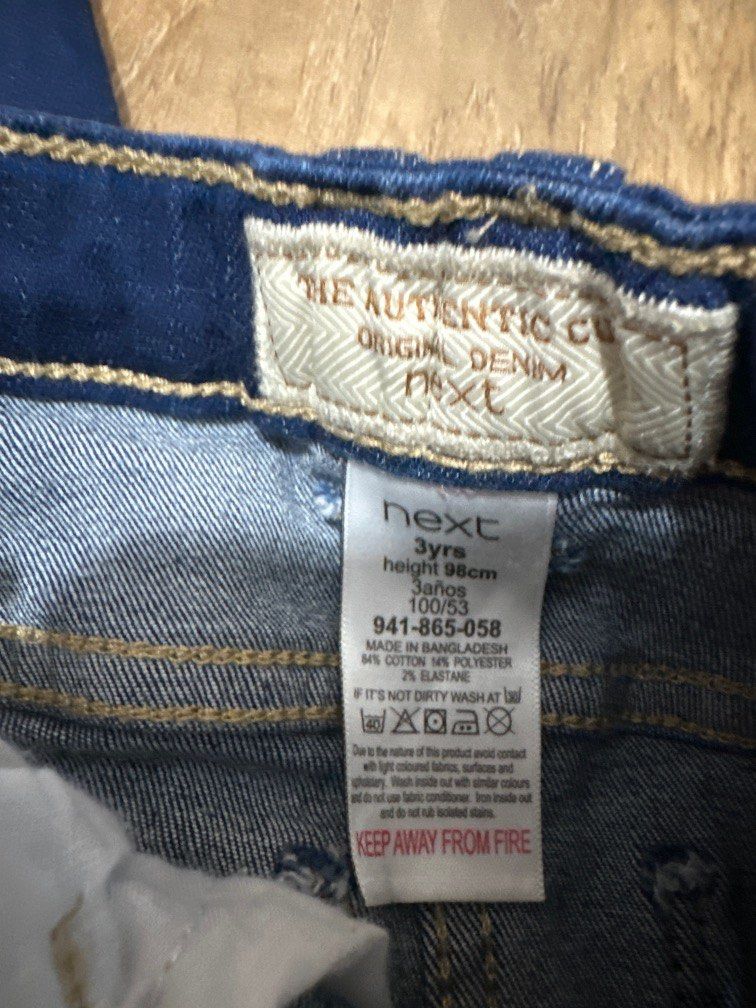 THE AUTHENTIC CO
ORIGINAL DENIM
next
next
3yrs
height 98cm
3años
100/53
941-865-058
MADE IN BANGLADESH
84% COTTON 14% POLYESTER
2% ELASTANE
IF IT'S NOT DIRTY WASH AT 30
40
Due to the nature of this product avoid contact
with light coloured fabrics, surfaces and
upholstery. Wash inside out with similar colours
and do not use fabric conditioner. Iron inside out
and do not rub isolated stains.
KEEP AWAY FROM FIRE